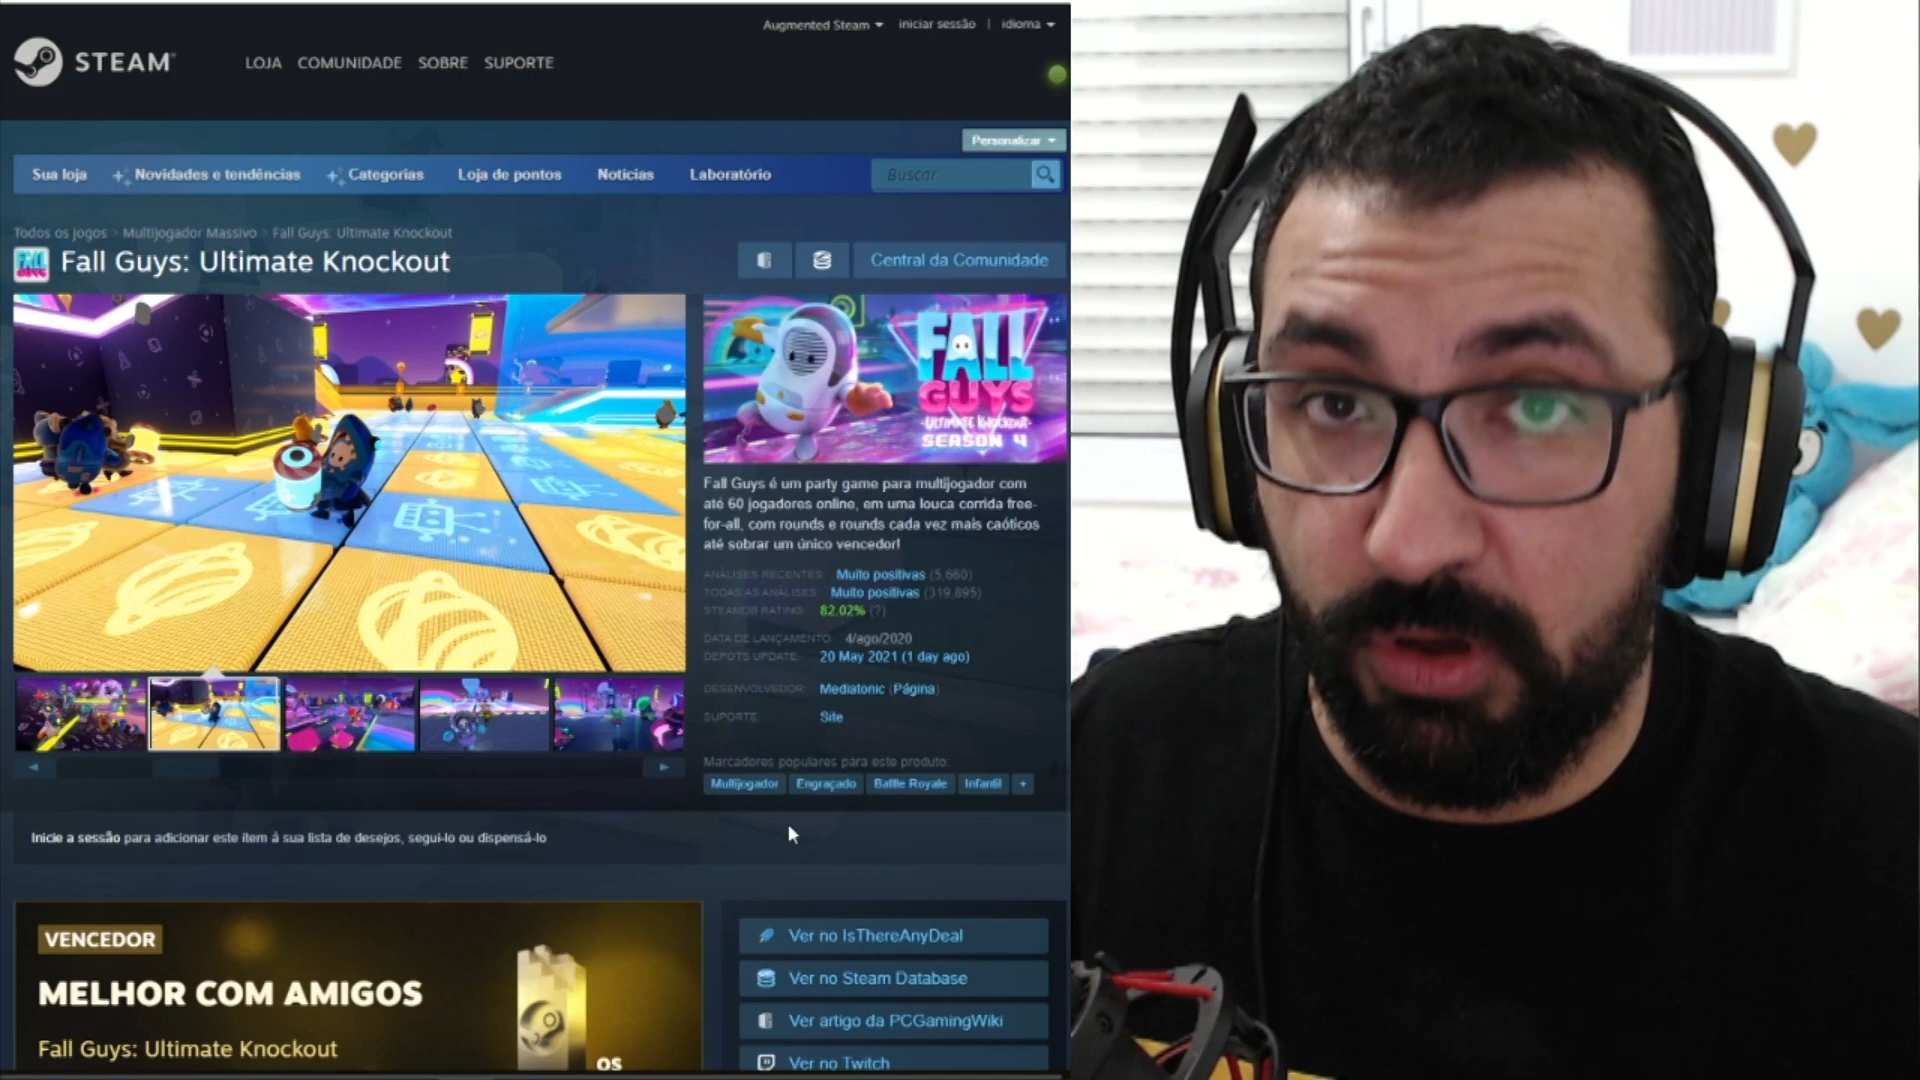 Augmented Steam
iniciar sessão | idioma
STEAM
LOJA COMUNIDADE SOBRE SUPORTE
Personalizar
Sua loja Novidades e tendências Categorias Loja de pontos Notícias Laboratório Buscar
Todos os jogos > Multijogador Massivo > Fall Guys: Ultimate Knockout
Fall Guys: Ultimate Knockout
Central da Comunidade
FALL
GUYS
-ULTIMATE KNOCKOUT-
SEASON 4
Fall Guys é um party game para multijogador com
até 60 jogadores online, em uma louca corrida free-
for-all, com rounds e rounds cada vez mais caóticos
até sobrar um único vencedor!
ANÁLISES RECENTES: Muito positivas (5,660)
TODAS AS ANÁLISES: Muito positivas (319,895)
STEAMDB RATING: 82.02% (?)
DATA DE LANÇAMENTO: 4/ago/2020
DEPOTS UPDATE: 20 May 2021 (1 day ago)
DESENVOLVEDOR: Mediatonic (Página)
SUPORTE: Site
Marcadores populares para este produto:
Multijogador Engraçado Battle Royale Infantil +
Inicie a sessão para adicionar este item à sua lista de desejos, segui-lo ou dispensá-lo
VENCEDOR
MELHOR COM AMIGOS
Fall Guys: Ultimate Knockout
OS
Ver no IsThereAnyDeal
Ver no Steam Database
Ver artigo da PCGamingWiki
Ver no Twitch